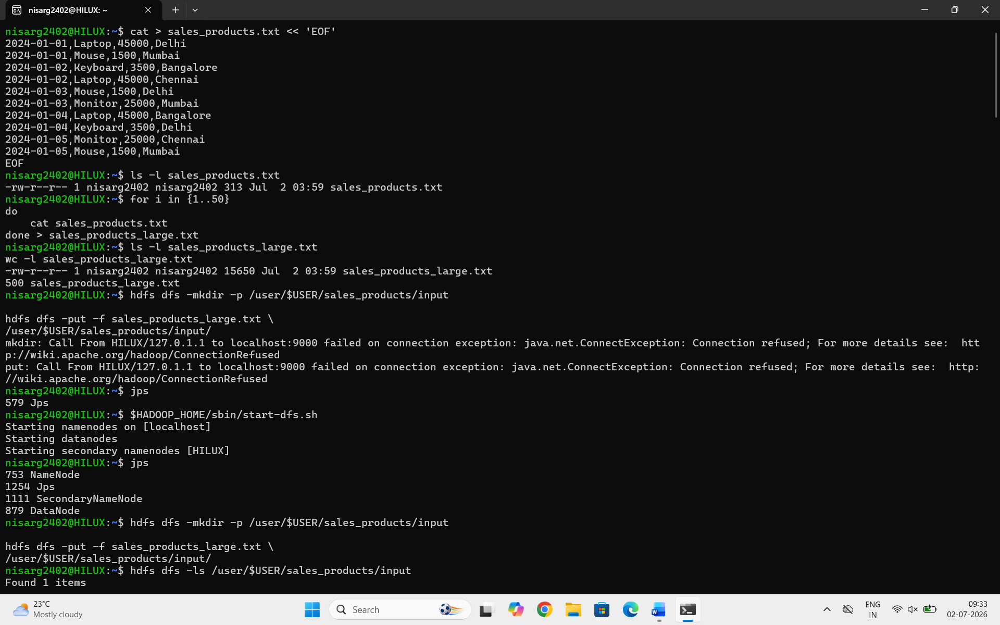 nisarg2402@HILUX: ~
nisarg2402@HILUX:~$ cat > sales_products.txt << 'EOF'
2024-01-01,Laptop,45000,Delhi
2024-01-01,Mouse,1500,Mumbai
2024-01-02,Keyboard,3500,Bangalore
2024-01-02,Laptop,45000,Chennai
2024-01-03,Mouse,1500,Delhi
2024-01-03,Monitor,25000,Mumbai
2024-01-04,Laptop,45000,Bangalore
2024-01-04,Keyboard,3500,Delhi
2024-01-05,Monitor,25000,Chennai
2024-01-05,Mouse,1500,Mumbai
EOF
nisarg2402@HILUX:~$ ls -l sales_products.txt
-rw-r--r-- 1 nisarg2402 nisarg2402 313 Jul  2 03:59 sales_products.txt
nisarg2402@HILUX:~$ for i in {1..50}
do
    cat sales_products.txt
done > sales_products_large.txt
nisarg2402@HILUX:~$ ls -l sales_products_large.txt
wc -l sales_products_large.txt
-rw-r--r-- 1 nisarg2402 nisarg2402 15650 Jul  2 03:59 sales_products_large.txt
500 sales_products_large.txt
nisarg2402@HILUX:~$ hdfs dfs -mkdir -p /user/$USER/sales_products/input
hdfs dfs -put -f sales_products_large.txt \
/user/$USER/sales_products/input/
mkdir: Call From HILUX/127.0.1.1 to localhost:9000 failed on connection exception: java.net.ConnectException: Connection refused; For more details see:  htt
p://wiki.apache.org/hadoop/ConnectionRefused
put: Call From HILUX/127.0.1.1 to localhost:9000 failed on connection exception: java.net.ConnectException: Connection refused; For more details see:  http:
//wiki.apache.org/hadoop/ConnectionRefused
nisarg2402@HILUX:~$ jps
579 Jps
nisarg2402@HILUX:~$ $HADOOP_HOME/sbin/start-dfs.sh
Starting namenodes on [localhost]
Starting datanodes
Starting secondary namenodes [HILUX]
nisarg2402@HILUX:~$ jps
753 NameNode
1254 Jps
1111 SecondaryNameNode
879 DataNode
nisarg2402@HILUX:~$ hdfs dfs -mkdir -p /user/$USER/sales_products/input
hdfs dfs -put -f sales_products_large.txt \
/user/$USER/sales_products/input/
nisarg2402@HILUX:~$ hdfs dfs -ls /user/$USER/sales_products/input
Found 1 items
23°C
Mostly cloudy
Search
ENG
IN
09:33
02-07-2026